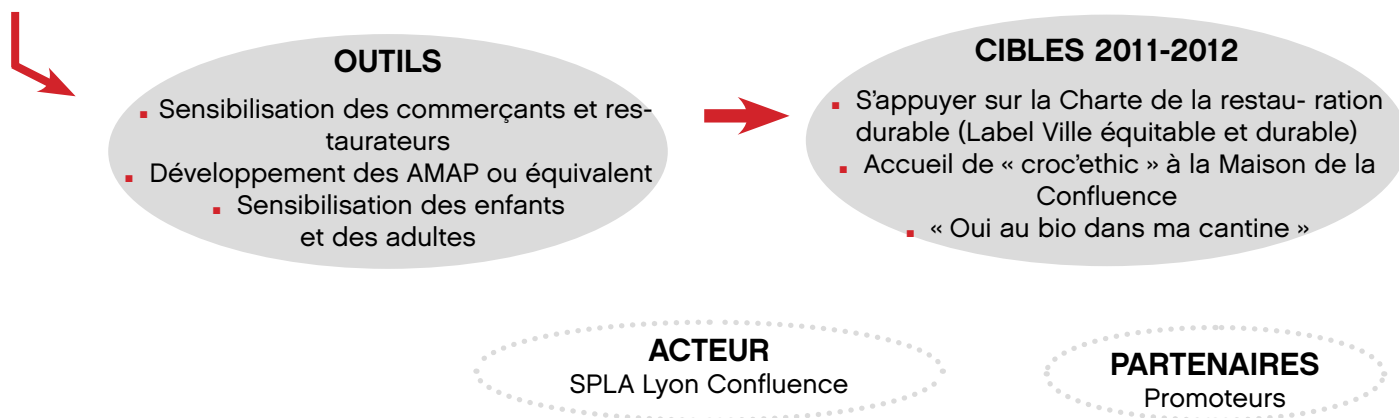 OUTILS
▪ Sensibilisation des commerçants et res-
taurateurs
▪ Développement des AMAP ou équivalent
▪ Sensibilisation des enfants
et des adultes
CIBLES 2011-2012
▪ S'appuyer sur la Charte de la restau- ration
durable (Label Ville équitable et durable)
▪ Accueil de « croc'ethic » à la Maison de la
Confluence
▪ « Oui au bio dans ma cantine »
ACTEUR
SPLA Lyon Confluence
PARTENAIRES
Promoteurs